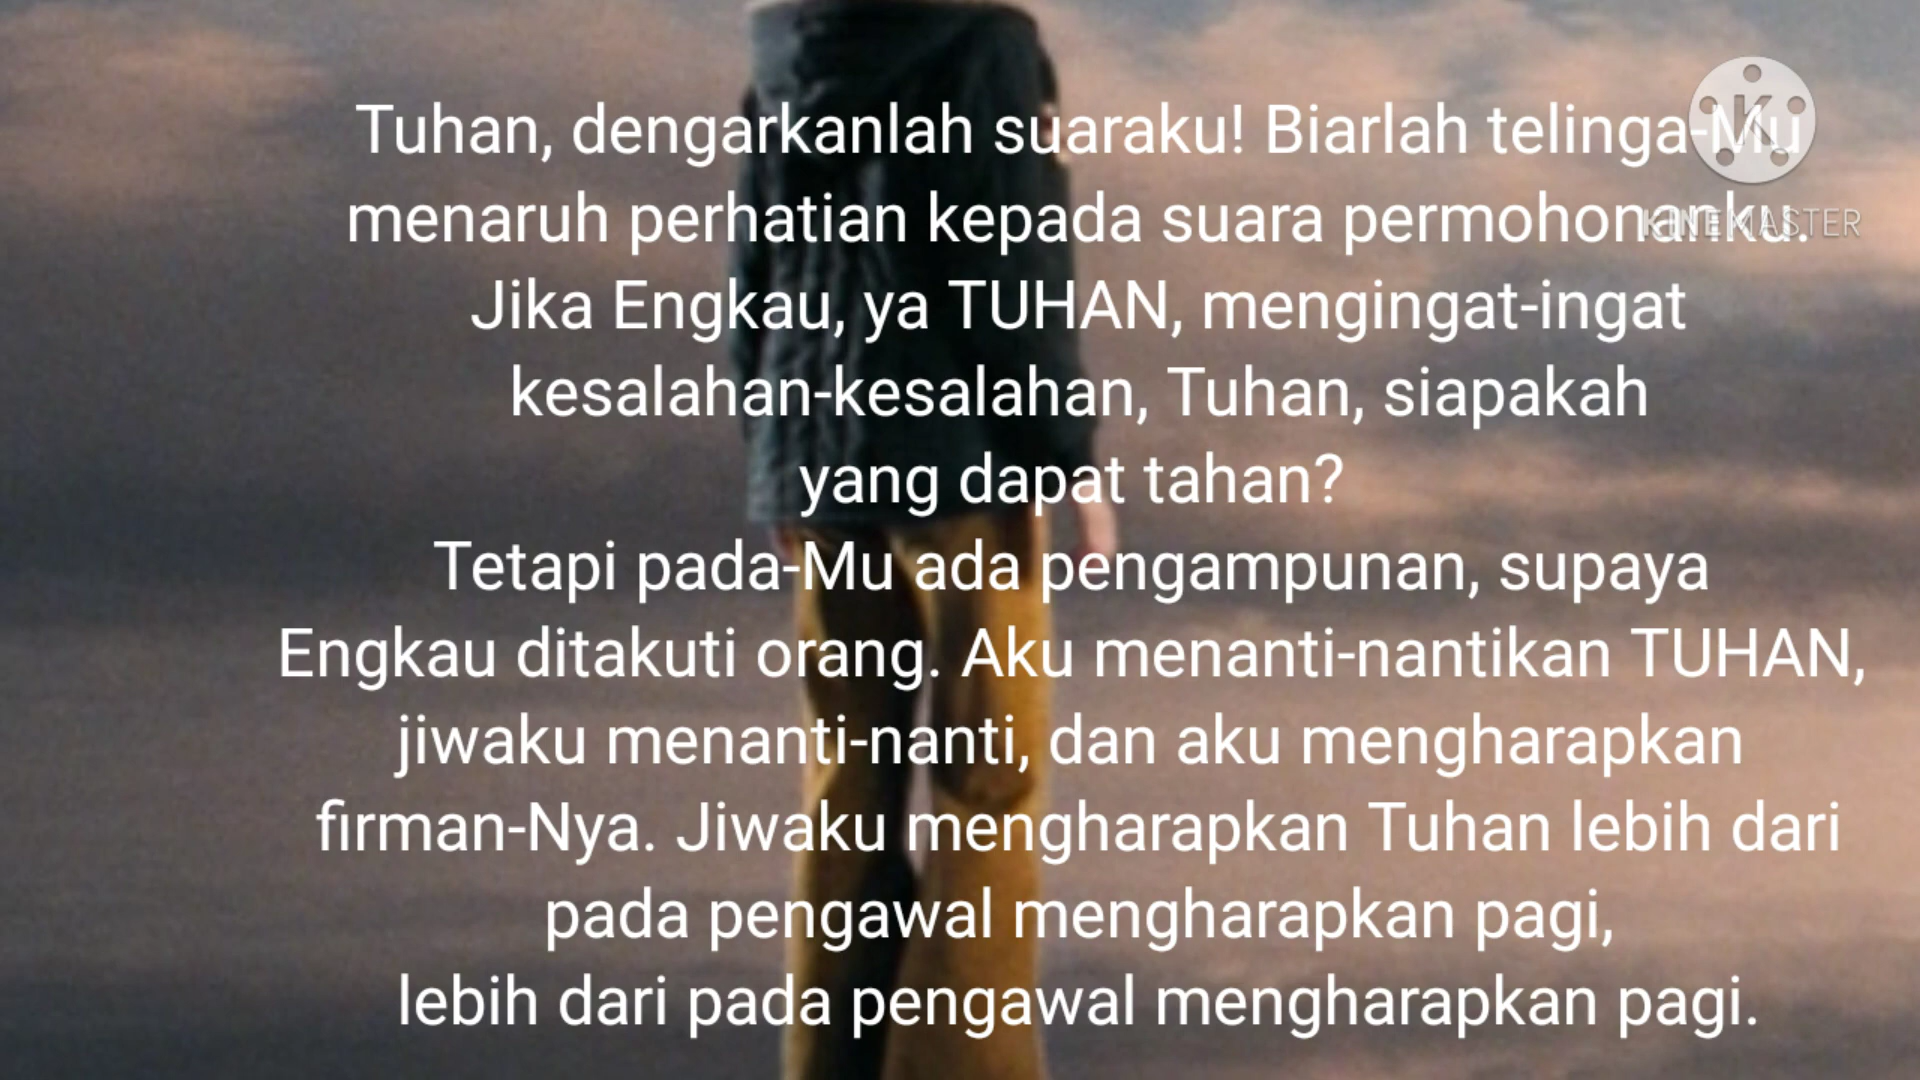 Tuhan, dengarkanlah suaraku! Biarlah telinga-Mu
menaruh perhatian kepada suara permohonanku.
Jika Engkau, ya TUHAN, mengingat-ingat
kesalahan-kesalahan, Tuhan, siapakah
yang dapat tahan?
Tetapi pada-Mu ada pengampunan, supaya
Engkau ditakuti orang. Aku menanti-nantikan TUHAN,
jiwaku menanti-nanti, dan aku mengharapkan
firman-Nya. Jiwaku mengharapkan Tuhan lebih dari
pada pengawal mengharapkan pagi,
lebih dari pada pengawal mengharapkan pagi.
K
KINEMASTER